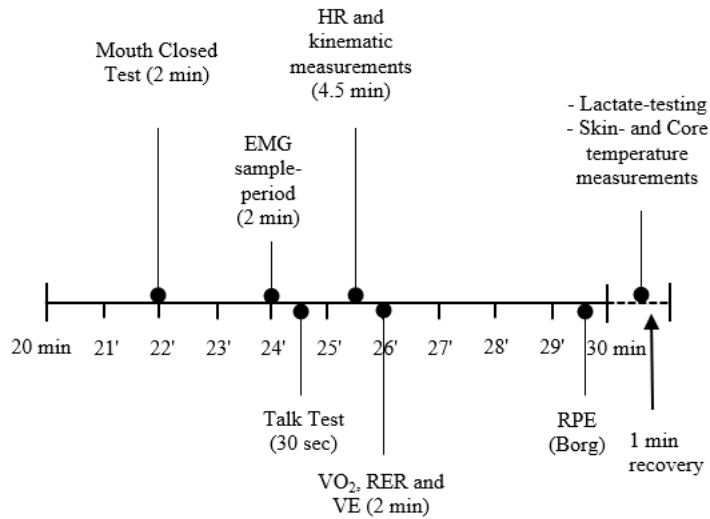 HR and
kinematic
measurements
(4.5 min)
Mouth Closed
Test (2 min)
EMG
sample-
period
(2 min)
- Lactate-testing
- Skin- and Core
temperature
measurements
20 min 21' 22' 23' 24' 25' 26' 27' 28' 29' 30 min
Talk Test
(30 sec)
VO₂, RER and
VE (2 min)
RPE
(Borg)
1 min
recovery